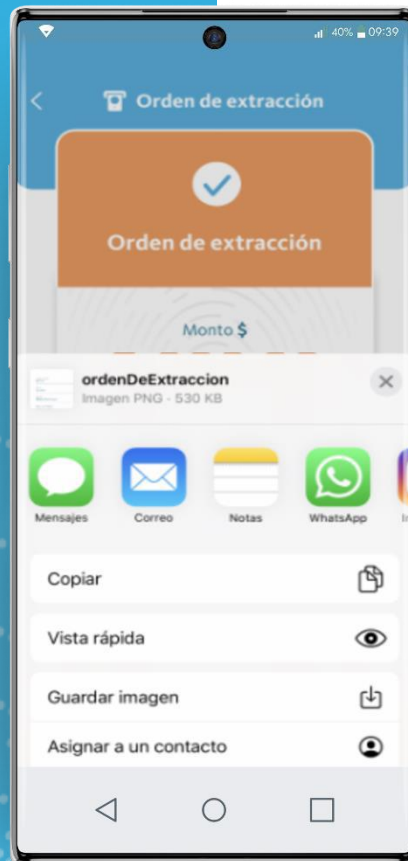 40% 09:39
Orden de extracción
Orden de extracción
Monto $
ordenDeExtraccion
Imagen PNG - 530 KB
Mensajes Correo Notas WhatsApp
Copiar
Vista rápida
Guardar imagen
Asignar a un contacto